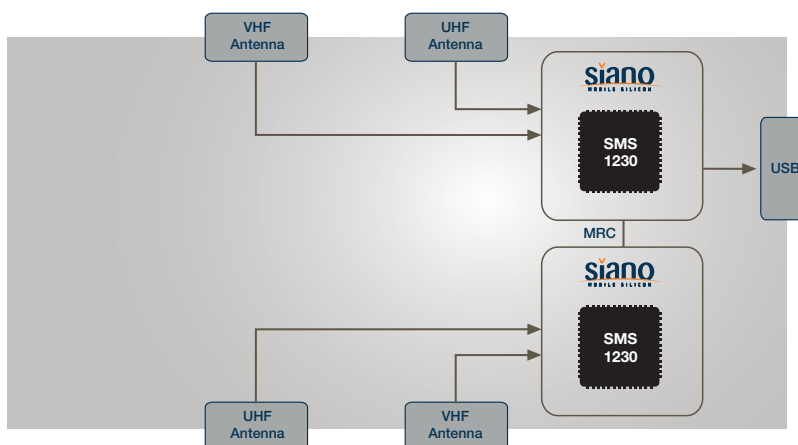 VHF
Antenna
UHF
Antenna
siano
MOBILE SILICON
SMS
1230
USB
MRC
siano
MOBILE SILICON
SMS
1230
UHF
Antenna
VHF
Antenna